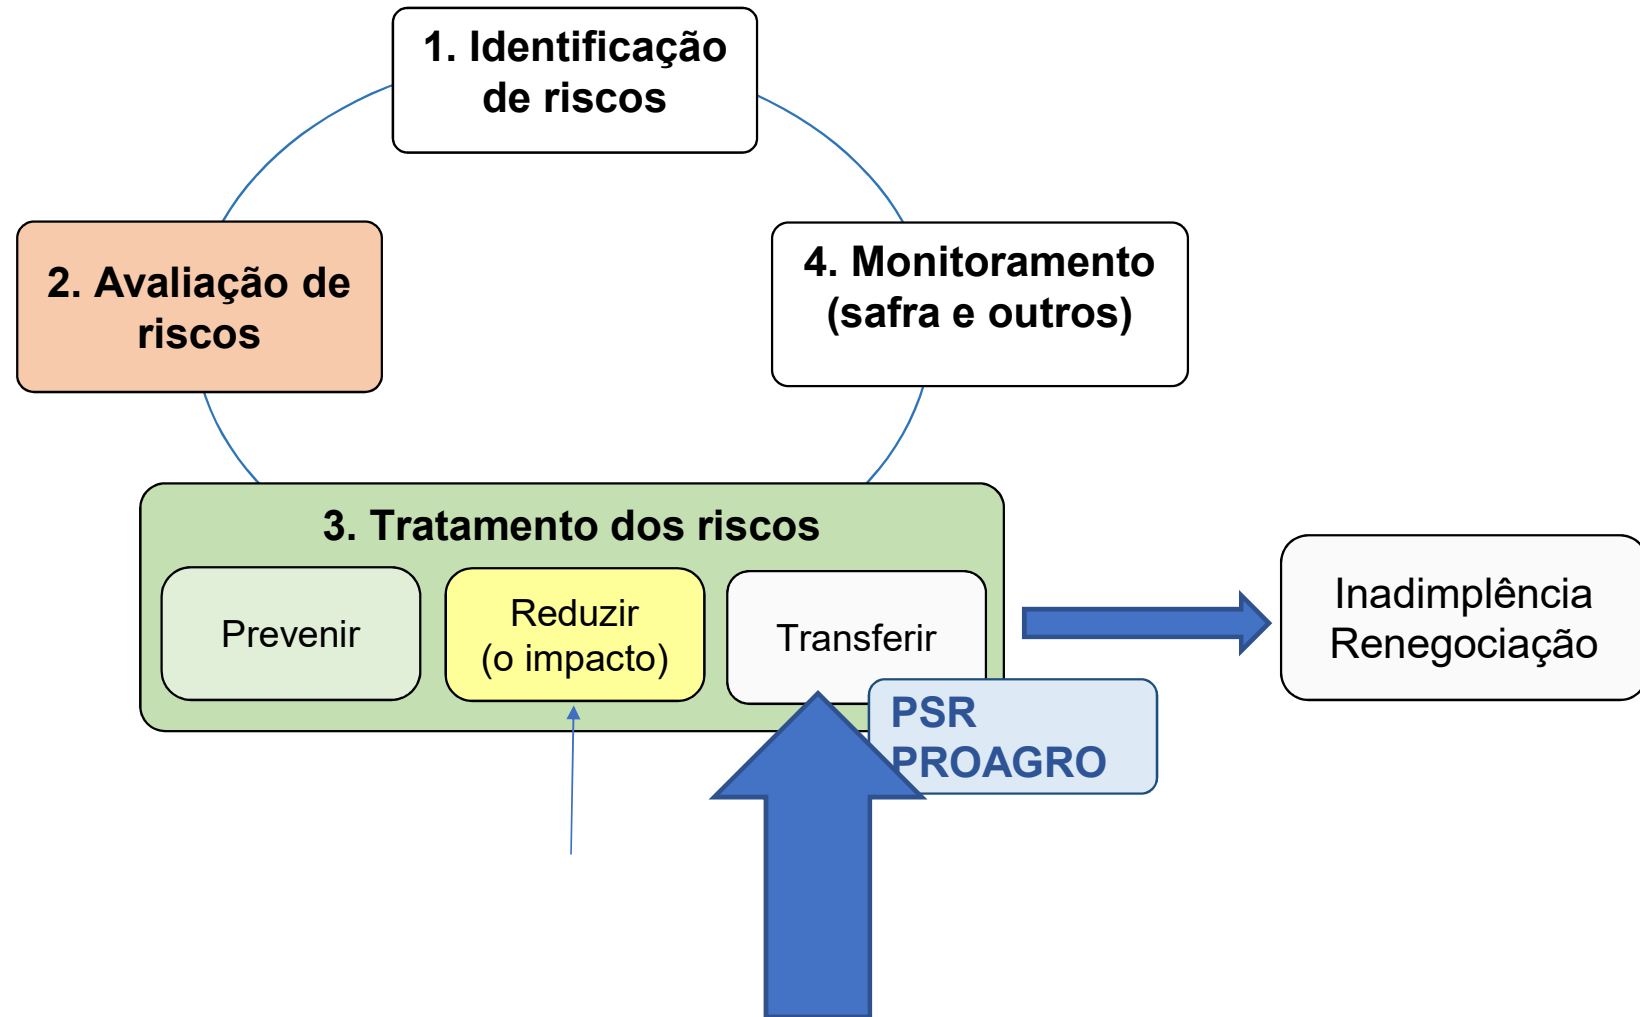 1. Identificação
de riscos
2. Avaliação de
riscos
4. Monitoramento
(safra e outros)
3. Tratamento dos riscos
Prevenir
Reduzir
(o impacto)
Transferir
Inadimplência
Renegociação
PSR
PROAGRO